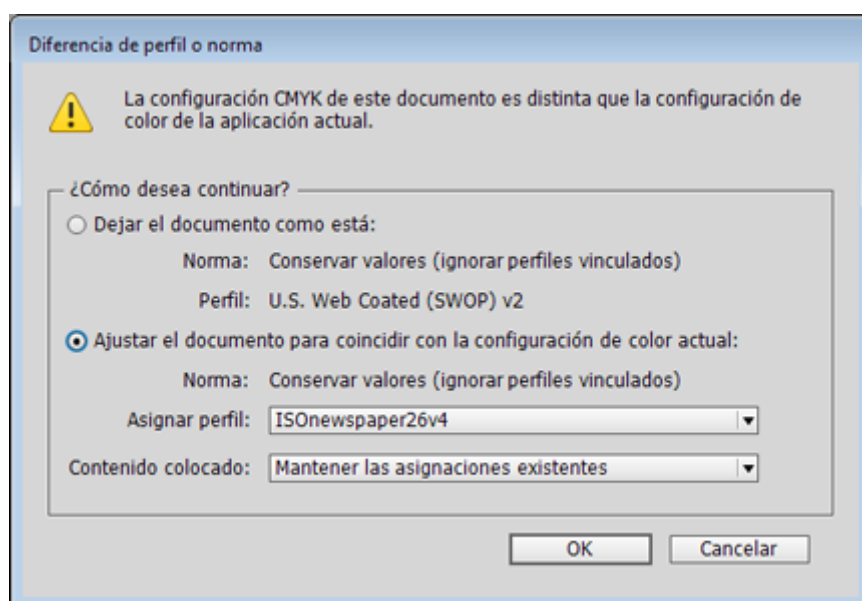 Diferencia de perfil o norma
La configuración CMYK de este documento es distinta que la configuración de
color de la aplicación actual.
¿Cómo desea continuar?
Dejar el documento como está:
Norma: Conservar valores (ignorar perfiles vinculados)
Perfil: U.S. Web Coated (SWOP) v2
Ajustar el documento para coincidir con la configuración de color actual:
Norma: Conservar valores (ignorar perfiles vinculados)
Asignar perfil: ISOnewspaper26v4
Contenido colocado: Mantener las asignaciones existentes
OK Cancelar